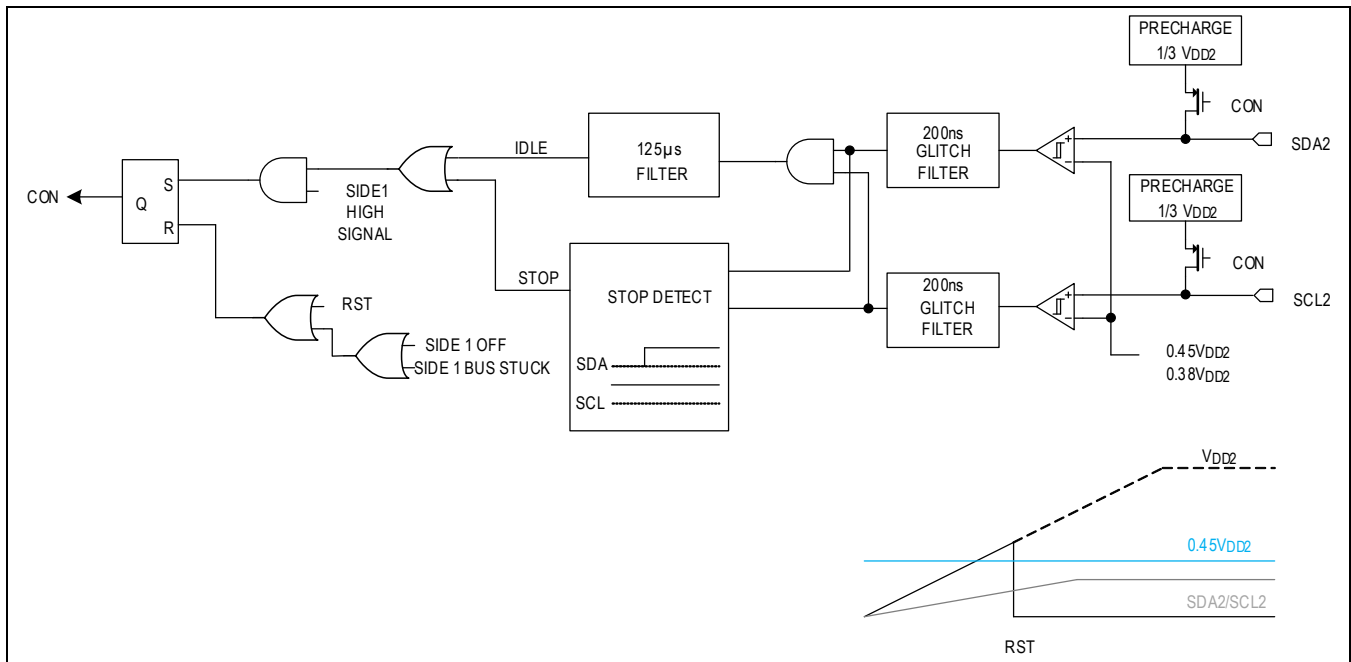 PRECHARGE
1/3 VDD2
CON
SDA2
200ns
GLITCH
FILTER
+
−
125µs
FILTER
IDLE
SIDE1
HIGH
SIGNAL
CON
S
Q
R
PRECHARGE
1/3 VDD2
CON
SCL2
200ns
GLITCH
FILTER
+
−
0.45VDD2
0.38VDD2
STOP
STOP DETECT
SDA
SCL
RST
SIDE 1 OFF
SIDE 1 BUS STUCK
VDD2
0.45VDD2
SDA2/SCL2
RST